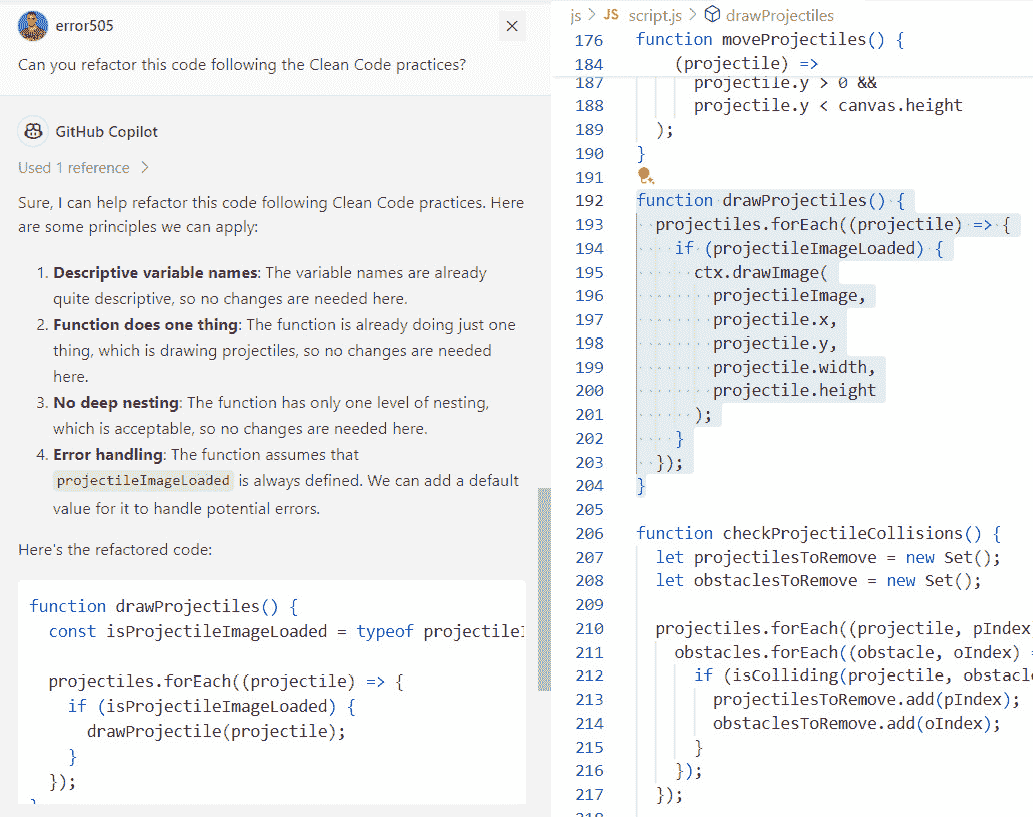 error505
Can you refactor this code following the Clean Code practices?
GitHub Copilot
Used 1 reference
Sure, I can help refactor this code following Clean Code practices. Here
are some principles we can apply:
1. Descriptive variable names: The variable names are already
quite descriptive, so no changes are needed here.
2. Function does one thing: The function is already doing just one
thing, which is drawing projectiles, so no changes are needed
here.
3. No deep nesting: The function has only one level of nesting,
which is acceptable, so no changes are needed here.
4. Error handling: The function assumes that
projectileImageLoaded is always defined. We can add a default
value for it to handle potential errors.
Here's the refactored code:
function drawProjectiles() {
const isProjectileImageLoaded = typeof projectileI
projectiles.forEach((projectile) => {
if (isProjectileImageLoaded) {
drawProjectile(projectile);
}
});
}
js > JS script.js > drawProjectiles
176 function moveProjectiles() {
184 (projectile) =>
187 projectile.y > 0 &&
188 projectile.y < canvas.height
189 );
190 }
191
192 function drawProjectiles() {
193 projectiles.forEach((projectile) => {
194 if (projectileImageLoaded) {
195 ctx.drawImage(
196 projectileImage,
197 projectile.x,
198 projectile.y,
199 projectile.width,
200 projectile.height
201 );
202 }
203 });
204 }
205
206 function checkProjectileCollisions() {
207 let projectilesToRemove = new Set();
208 let obstaclesToRemove = new Set();
209
210 projectiles.forEach((projectile, pIndex)
211 obstacles.forEach((obstacle, oIndex) =
212 if (isColliding(projectile, obstacle
213 projectilesToRemove.add(pIndex);
214 obstaclesToRemove.add(oIndex);
215 }
216 });
217 });
218